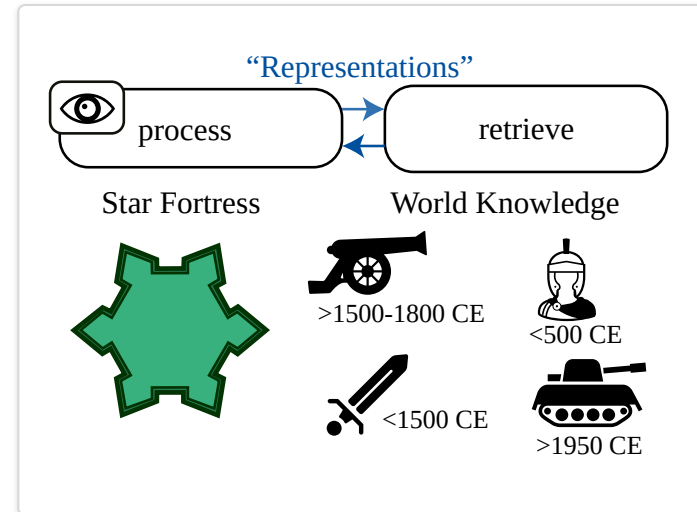 “Representations”
process
retrieve
Star Fortress
World Knowledge
>1500-1800 CE
<500 CE
<1500 CE
>1950 CE